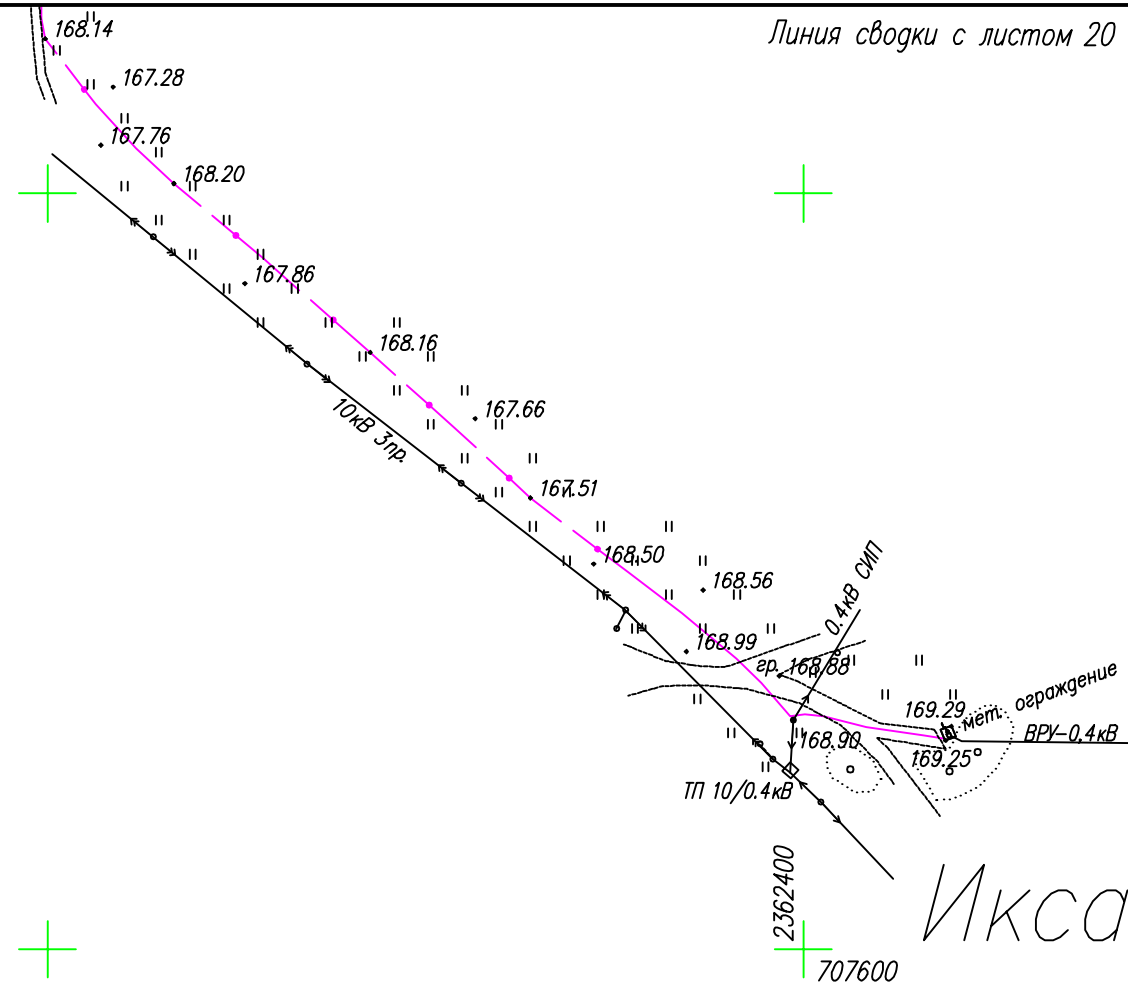 Линия сводки с листом 20
168.14
167.28
167.76
168.20
167.86
168.16
10кВ 3пр.
167.66
167.51
168.50
168.56
0.4кВ СИП
168.99
гр. 168.88
мет. ограждение
169.29
168.90
ВРУ-0,4кВ
169.25
ТП 10/0.4кВ
2362400
Икса
707600